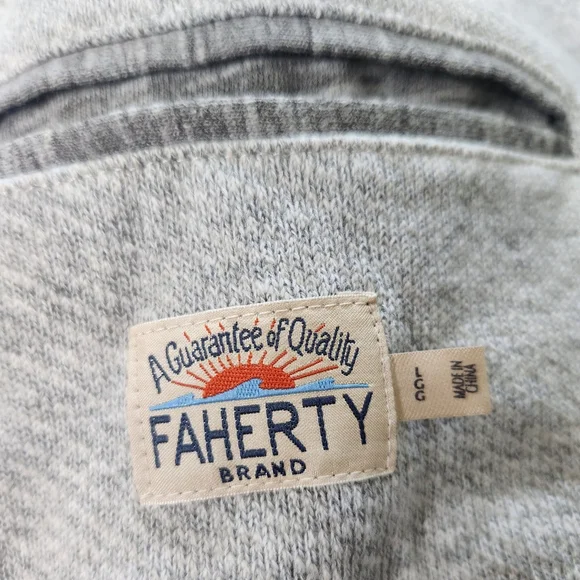 A Guarantee of Quality
FAHERTY
BRAND
LGG
MADE IN
CHINA